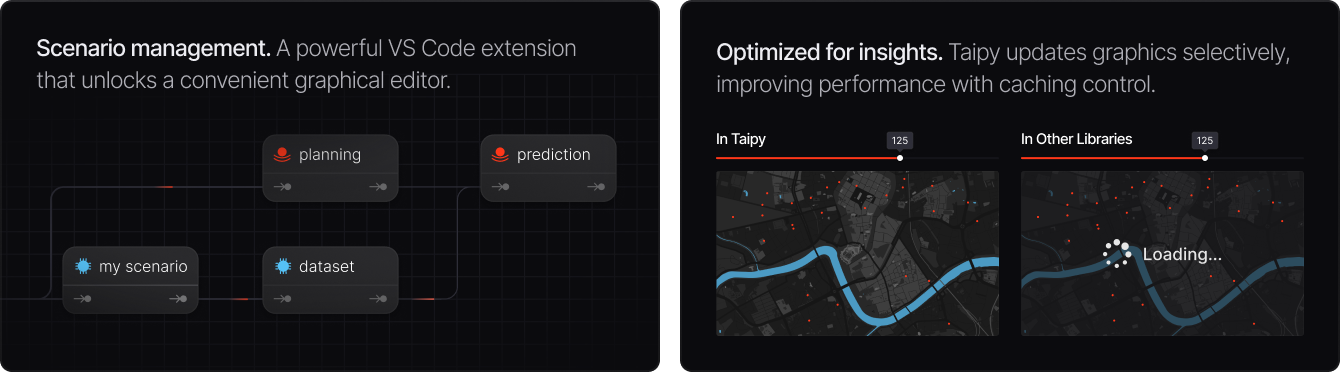 Scenario management. A powerful VS Code extension
that unlocks a convenient graphical editor.
planning
prediction
my scenario
dataset
Optimized for insights. Taipy updates graphics selectively,
improving performance with caching control.
In Taipy
125
In Other Libraries
125
Loading...